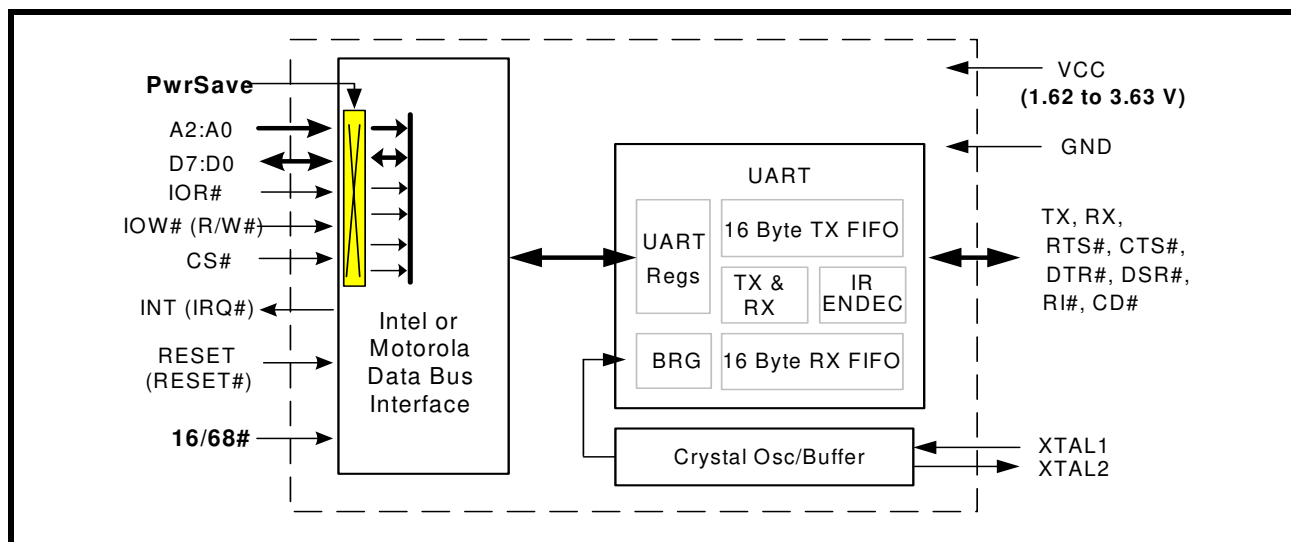 PwrSave
A2:A0
D7:D0
IOR#
IOW# (R/W#)
CS#
INT (IRQ#)
RESET
(RESET#)
16/68#
Intel or
Motorola
Data Bus
Interface
UART
UART
Regs
16 Byte TX FIFO
TX &
RX
IR
ENDEC
BRG
16 Byte RX FIFO
Crystal Osc/Buffer
VCC
(1.62 to 3.63 V)
GND
TX, RX,
RTS#, CTS#,
DTR#, DSR#,
RI#, CD#
XTAL1
XTAL2